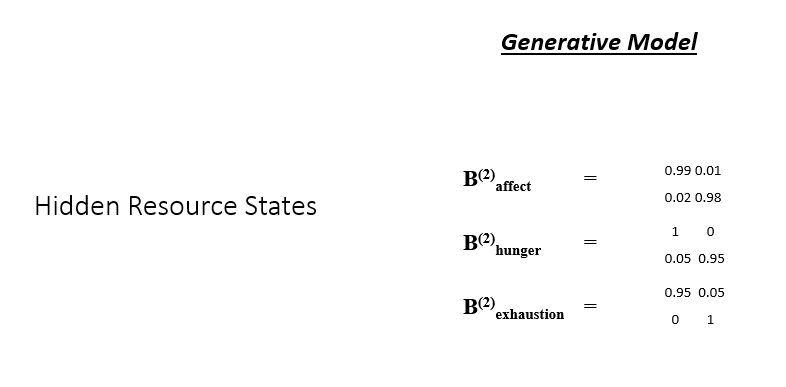 Generative Model
Hidden Resource States
B(2)affect = 0.99 0.01
0.02 0.98
B(2)hunger = 1 0
0.05 0.95
B(2)exhaustion = 0.95 0.05
0 1